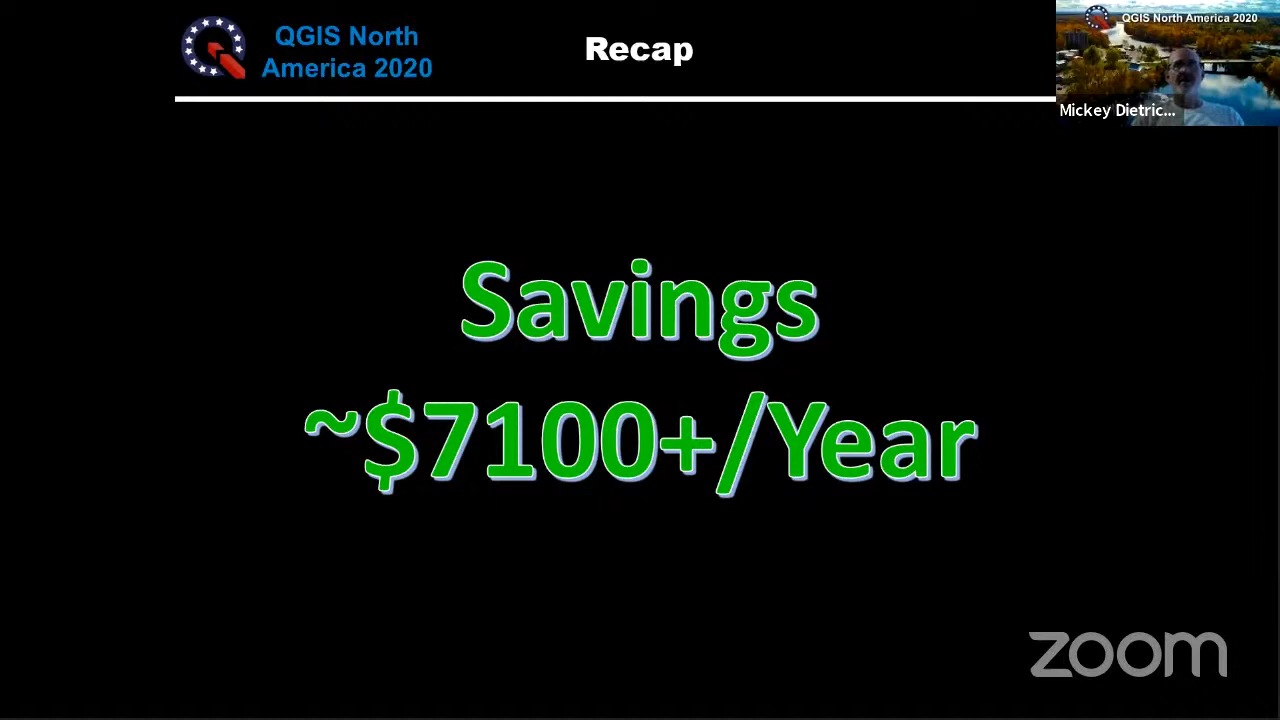 QGIS North
America 2020
Recap
QGIS North America 2020
Mickey Dietric...
Savings
~$7100+/Year
zoom